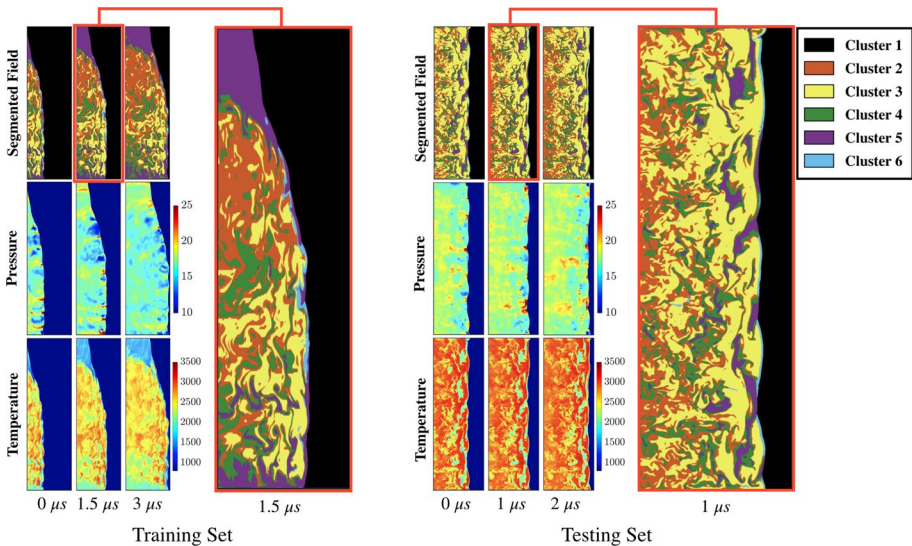 Segmented Field
Pressure
25
20
15
10
Temperature
3500
3000
2500
2000
1500
1000
0 μs
1.5 μs
3 μs
1.5 μs
Training Set
Segmented Field
Pressure
25
20
15
10
Temperature
3500
3000
2500
2000
1500
1000
0 μs
1 μs
2 μs
1 μs
Testing Set
Cluster 1
Cluster 2
Cluster 3
Cluster 4
Cluster 5
Cluster 6